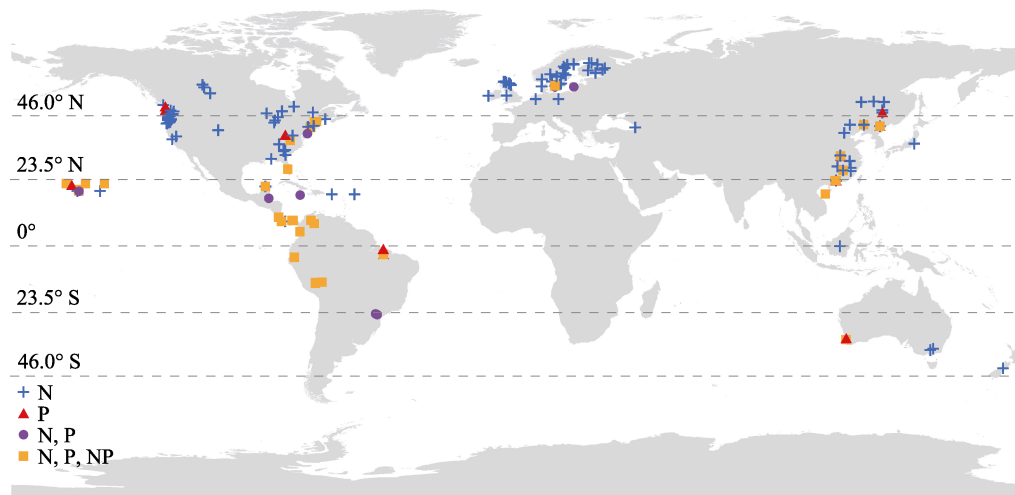 46.0° N
23.5° N
0°
23.5° S
46.0° S
N
P
N, P
N, P, NP